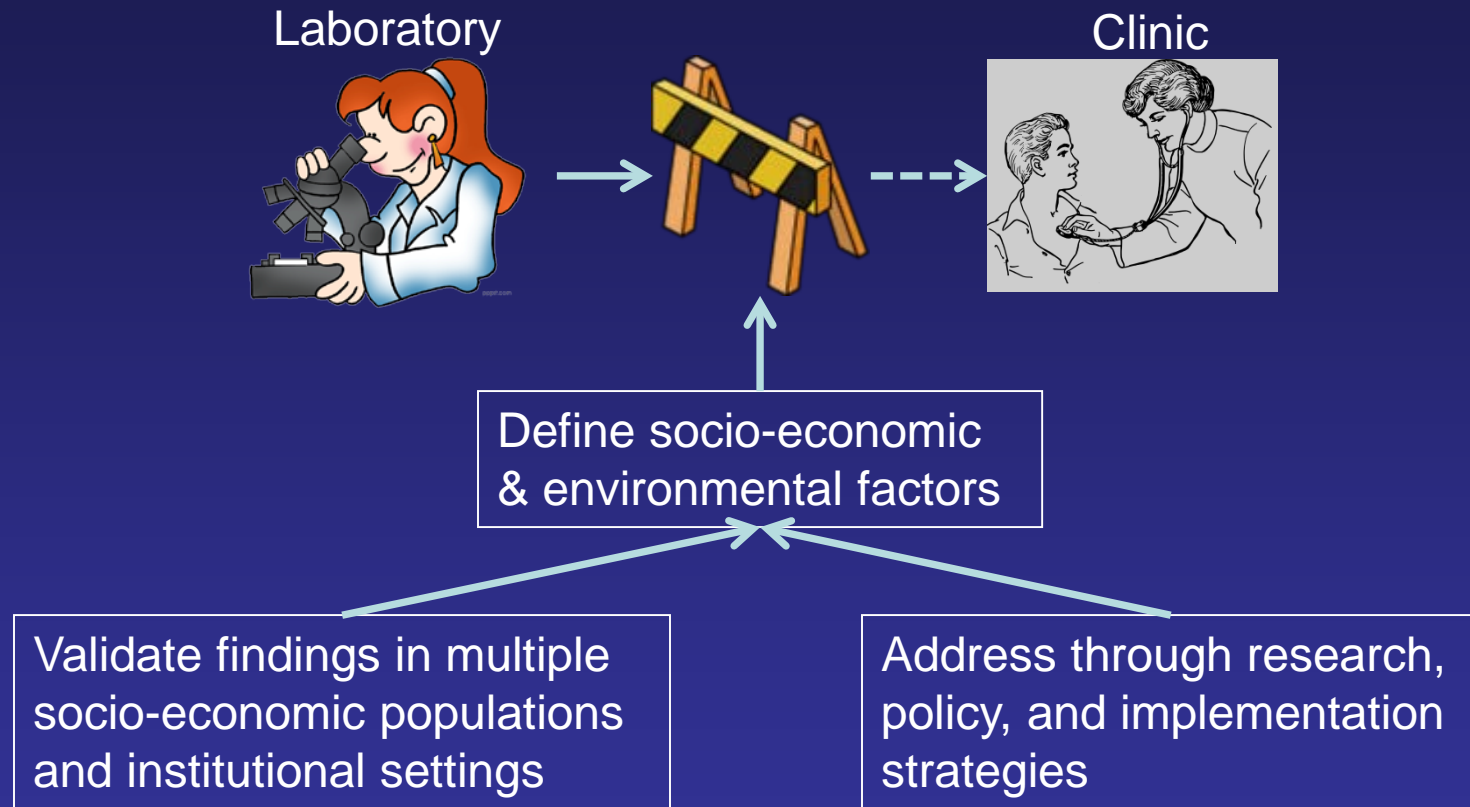 Laboratory
Clinic
Define socio-economic
& environmental factors
Validate findings in multiple
socio-economic populations
and institutional settings
Address through research,
policy, and implementation
strategies